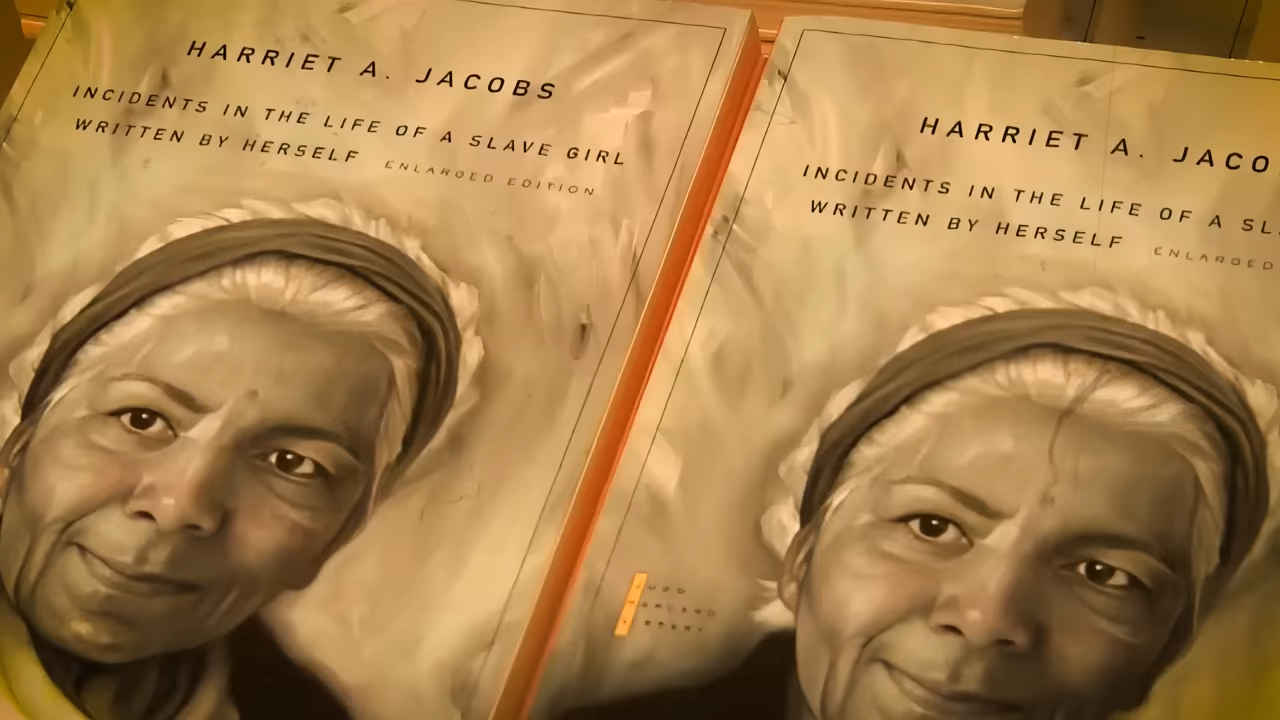 HARRIET A. JACOBS
INCIDENTS IN THE LIFE OF A SLAVE GIRL
WRITTEN BY HERSELF ENLARGED EDITION
HARRIET A. JACO
INCIDENTS IN THE LIFE OF A SL
WRITTEN BY HERSELF ENLARGED